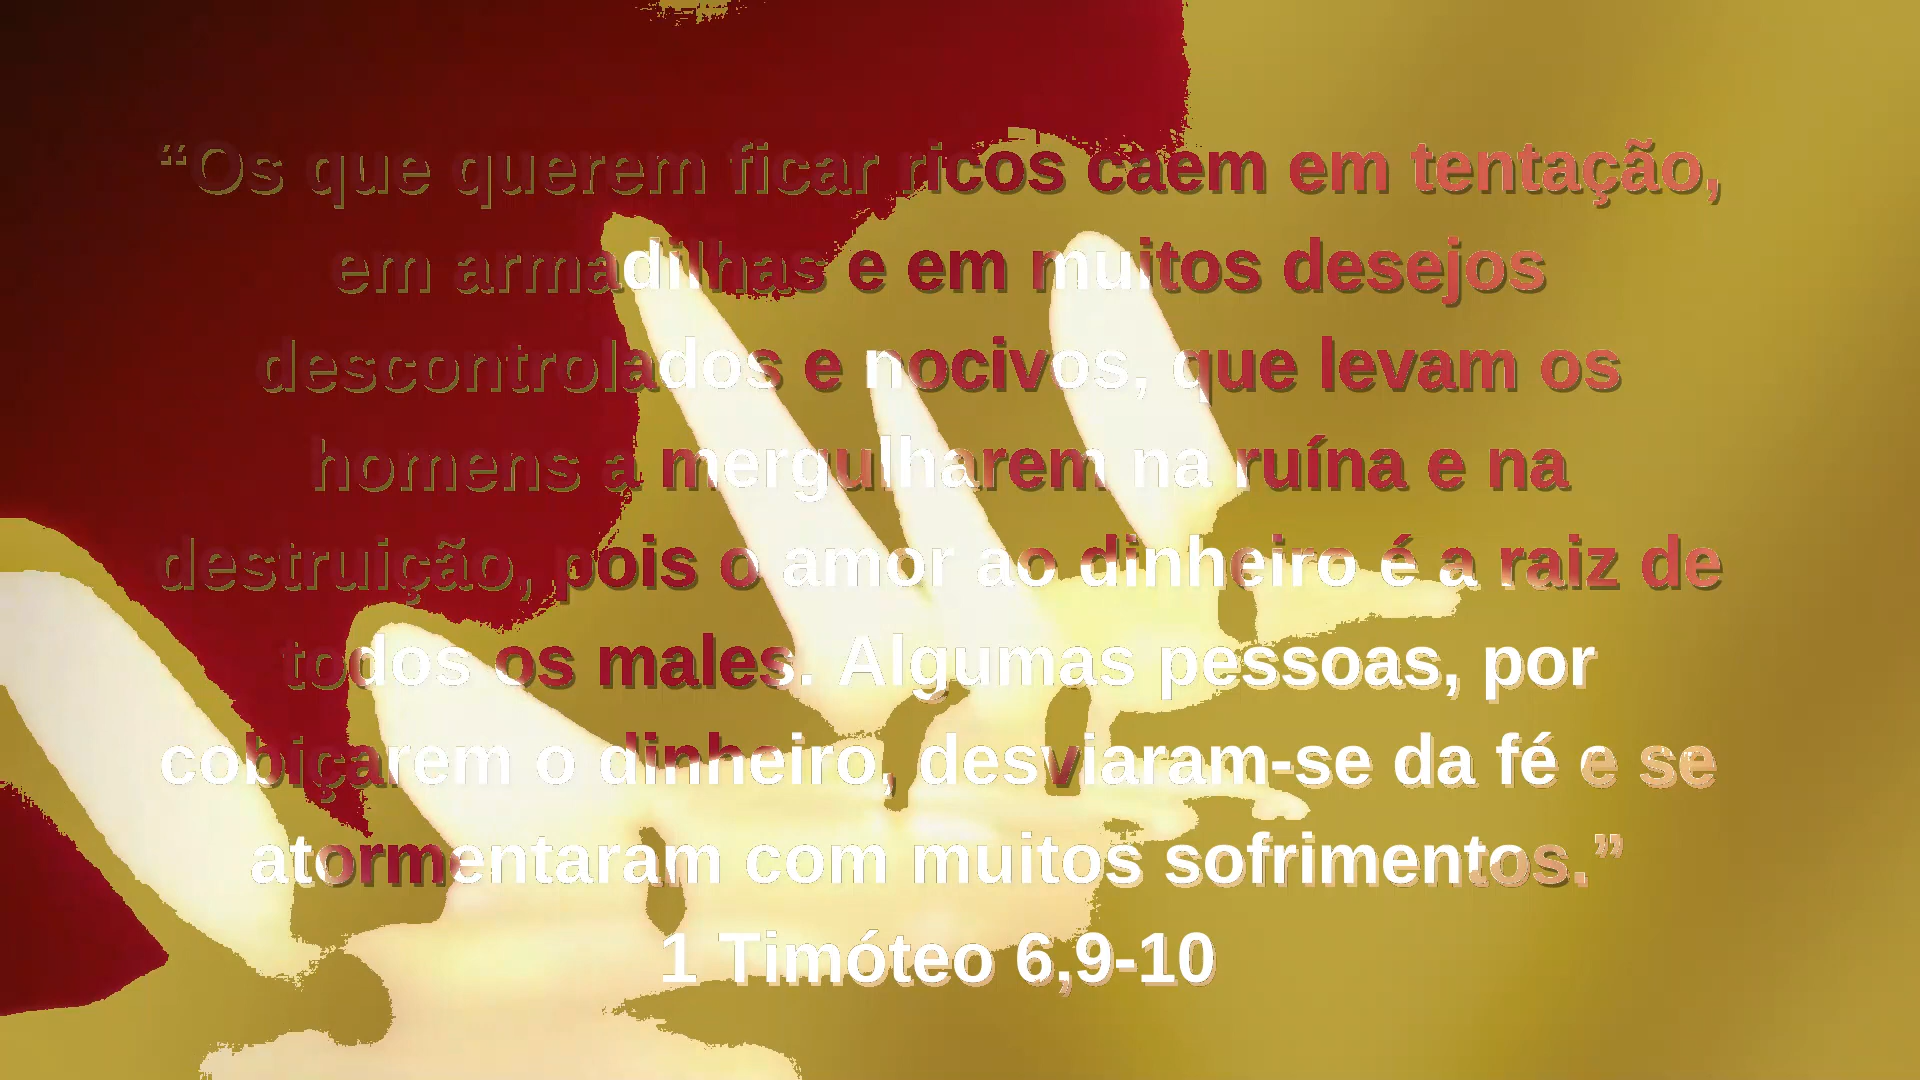 “Os que querem ficar ricos caem em tentação,
em armadilhas e em muitos desejos
descontrolados e nocivos, que levam os
homens a mergulharem na ruína e na
destruição, pois o amor ao dinheiro é a raiz de
todos os males. Algumas pessoas, por
cobiçarem o dinheiro, desviaram-se da fé e se
atormentaram com muitos sofrimentos.”
1 Timóteo 6,9-10